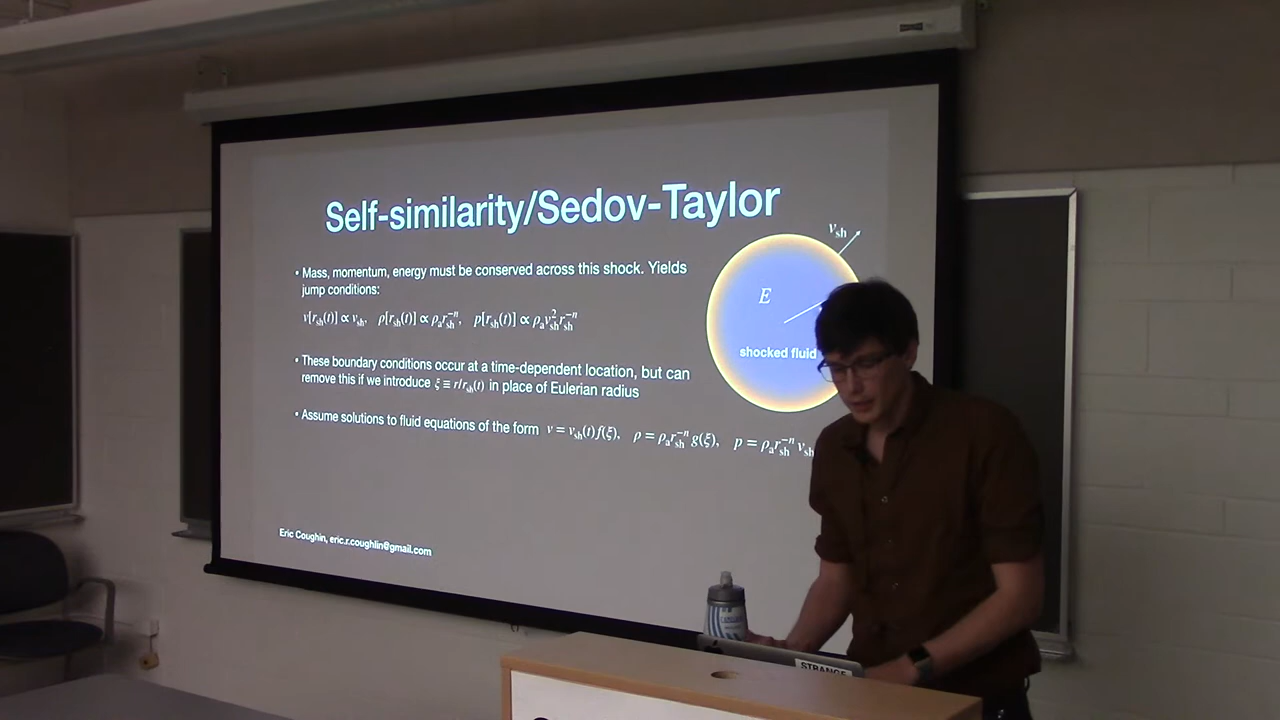 Self-similarity/Sedov-Taylor
v_sh
• Mass, momentum, energy must be conserved across this shock. Yields
jump conditions:
E
v[r_sh(t)] ∝ v_sh, ρ[r_sh(t)] ∝ ρ_a r_sh^−n, p[r_sh(t)] ∝ ρ_a v_sh^2 r_sh^−n
shocked fluid
• These boundary conditions occur at a time-dependent location, but can
remove this if we introduce ξ ≡ r/r_sh(t) in place of Eulerian radius
• Assume solutions to fluid equations of the form v = v_sh(t)f(ξ), ρ = ρ_a r_sh^−n g(ξ), p = ρ_a r_sh^−n v_sh
Eric Coughin, eric.r.coughlin@gmail.com
STRANGE